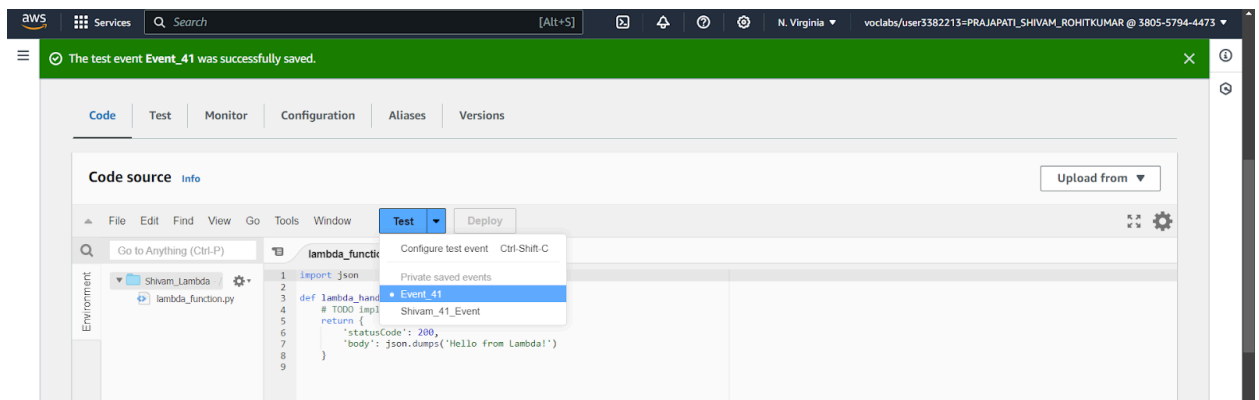 aws Services Search [Alt+S] N. Virginia ▼ voclabs/user3382213=PRAJAPATI_SHIVAM_ROHITKUMAR @ 3805-5794-4473 ▼
The test event Event_41 was successfully saved.
Code Test Monitor Configuration Aliases Versions
Code source Info Upload from ▼
File Edit Find View Go Tools Window Test Deploy
Go to Anything (Ctrl-P) lambda_functio Configure test event Ctrl-Shift-C
Environment
Shivam_Lambda /
lambda_function.py
Private saved events
Event_41
Shivam_41_Event
1 import json
2
3 def lambda_hand
4 # TODO impl
5 return {
6 'statusCode': 200,
7 'body': json.dumps('Hello from Lambda!')
8 }
9